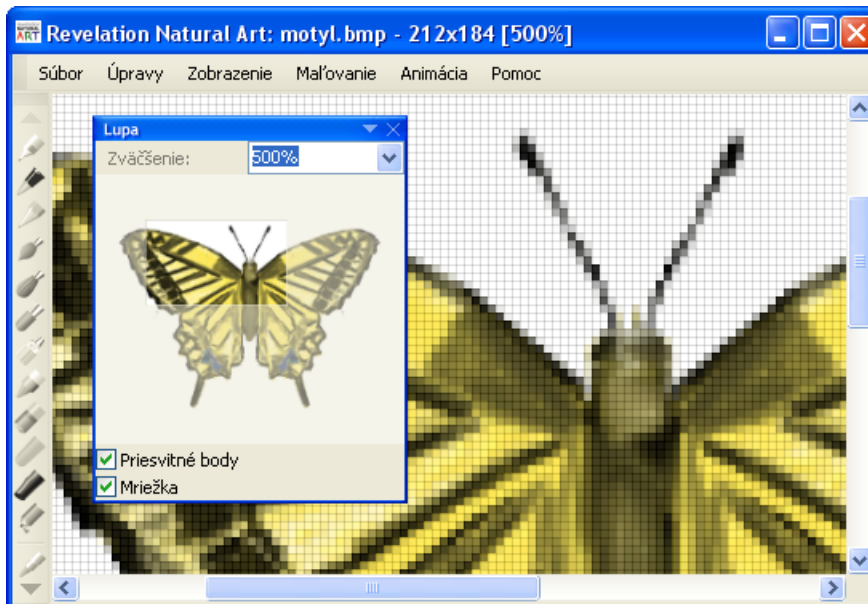 Revelation Natural Art: motyl.bmp - 212x184 [500%]
Súbor Úpravy Zobrazenie Maľovanie Animácia Pomoc
Lupa
Zväčšenie: 500%
Priesvitné body
Mriežka